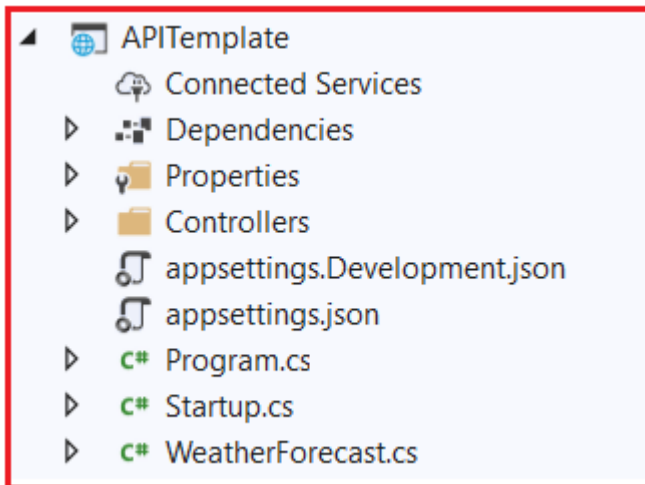 APITemplate
Connected Services
Dependencies
Properties
Controllers
appsettings.Development.json
appsettings.json
C# Program.cs
C# Startup.cs
C# WeatherForecast.cs